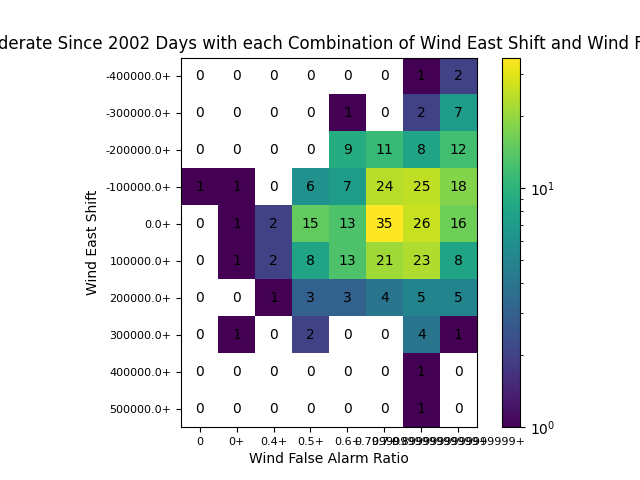 derate Since 2002 Days with each Combination of Wind East Shift and Wind F
-400000.0+ 0 0 0 0 0 0 1 2
-300000.0+ 0 0 0 0 1 0 2 7
-200000.0+ 0 0 0 0 9 11 8 12
-100000.0+ 1 1 0 6 7 24 25 18
0.0+ 0 1 2 15 13 35 26 16
100000.0+ 0 1 2 8 13 21 23 8
200000.0+ 0 0 1 3 3 4 5 5
300000.0+ 0 1 0 2 0 0 4 1
400000.0+ 0 0 0 0 0 0 1 0
500000.0+ 0 0 0 0 0 0 1 0
0 0+ 0.4+ 0.5+ 0.6+
Wind False Alarm Ratio
Wind East Shift
10^1
10^0